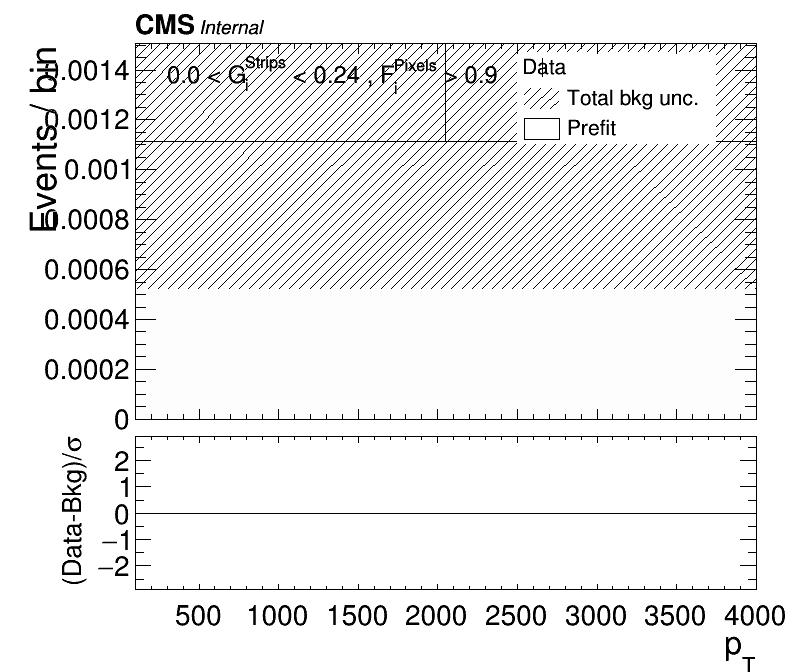 CMS Internal
Events / bin
0.0 < G_i^Strips < 0.24 , F_i^Pixels > 0.9
Data
Total bkg unc.
Prefit
0.0014
0.0012
0.001
0.0008
0.0006
0.0004
0.0002
0
(Data-Bkg)/σ
2
1
0
−1
−2
500 1000 1500 2000 2500 3000 3500 4000
p_T